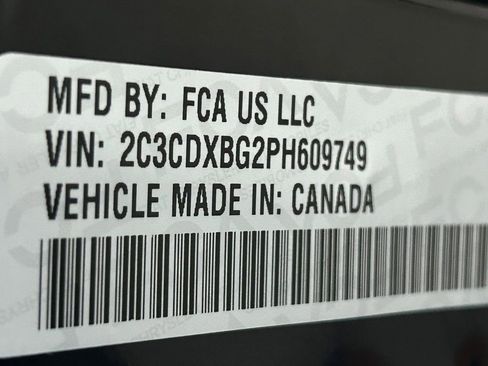 MFD BY: FCA US LLC
VIN: 2C3CDXBG2PH609749
VEHICLE MADE IN: CANADA